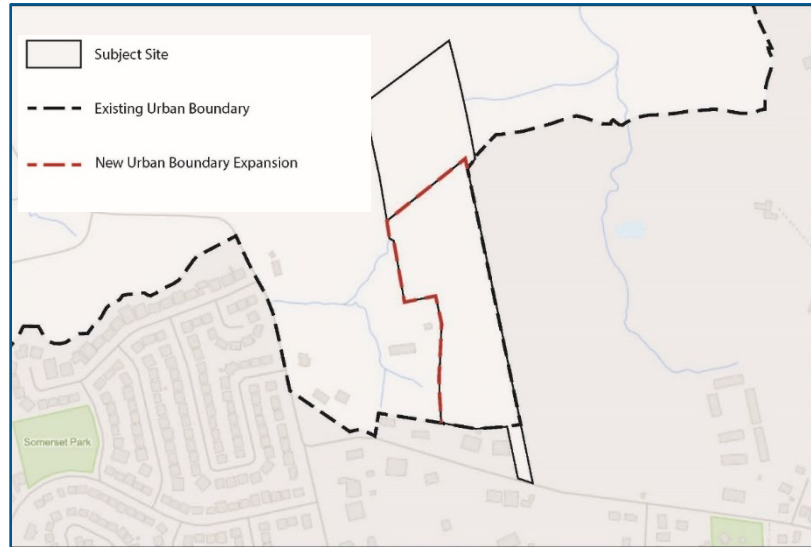 Subject Site
Existing Urban Boundary
New Urban Boundary Expansion
Somerset Park